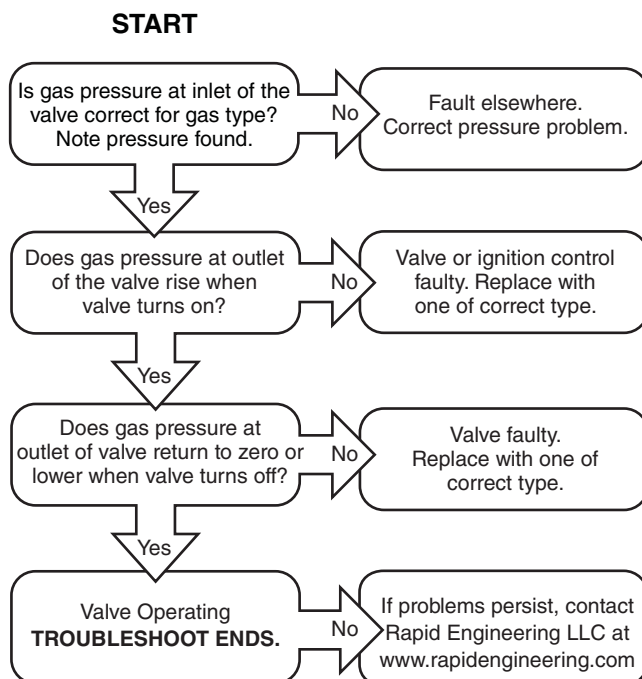 START
Is gas pressure at inlet of the
valve correct for gas type?
Note pressure found.
No
Fault elsewhere.
Correct pressure problem.
Yes
Does gas pressure at outlet
of the valve rise when
valve turns on?
No
Valve or ignition control
faulty. Replace with
one of correct type.
Yes
Does gas pressure at
outlet of valve return to zero or
lower when valve turns off?
No
Valve faulty.
Replace with one of
correct type.
Yes
Valve Operating
TROUBLESHOOT ENDS.
No
If problems persist, contact
Rapid Engineering LLC at
www.rapidengineering.com